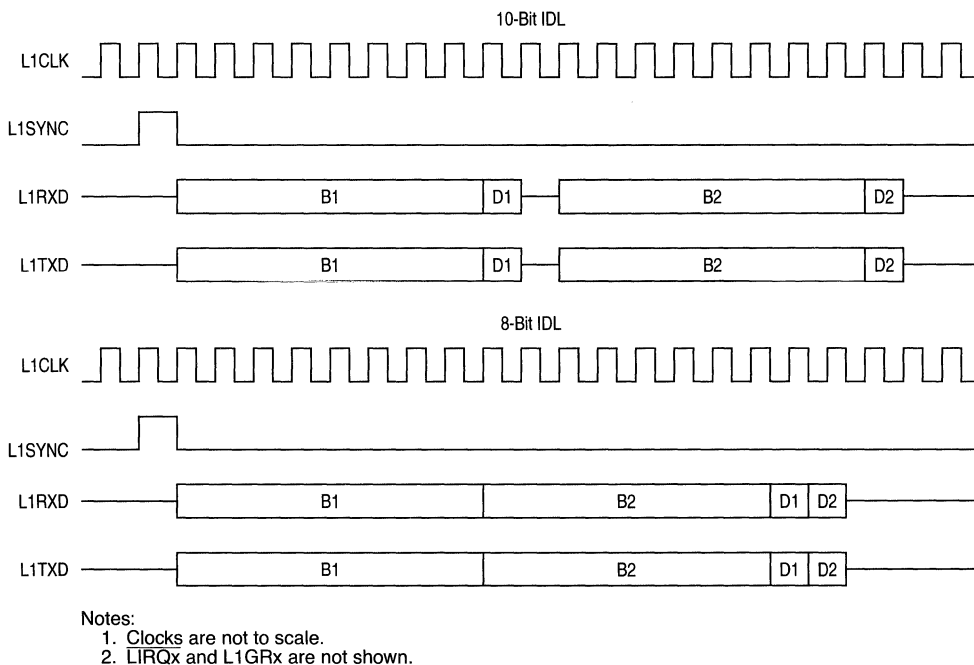 10-Bit IDL
L1CLK
L1SYNC
L1RXD B1 D1 B2 D2
L1TXD B1 D1 B2 D2
8-Bit IDL
L1CLK
L1SYNC
L1RXD B1 B2 D1 D2
L1TXD B1 B2 D1 D2
Notes:
1. Clocks are not to scale.
2. LIRQx and L1GRx are not shown.